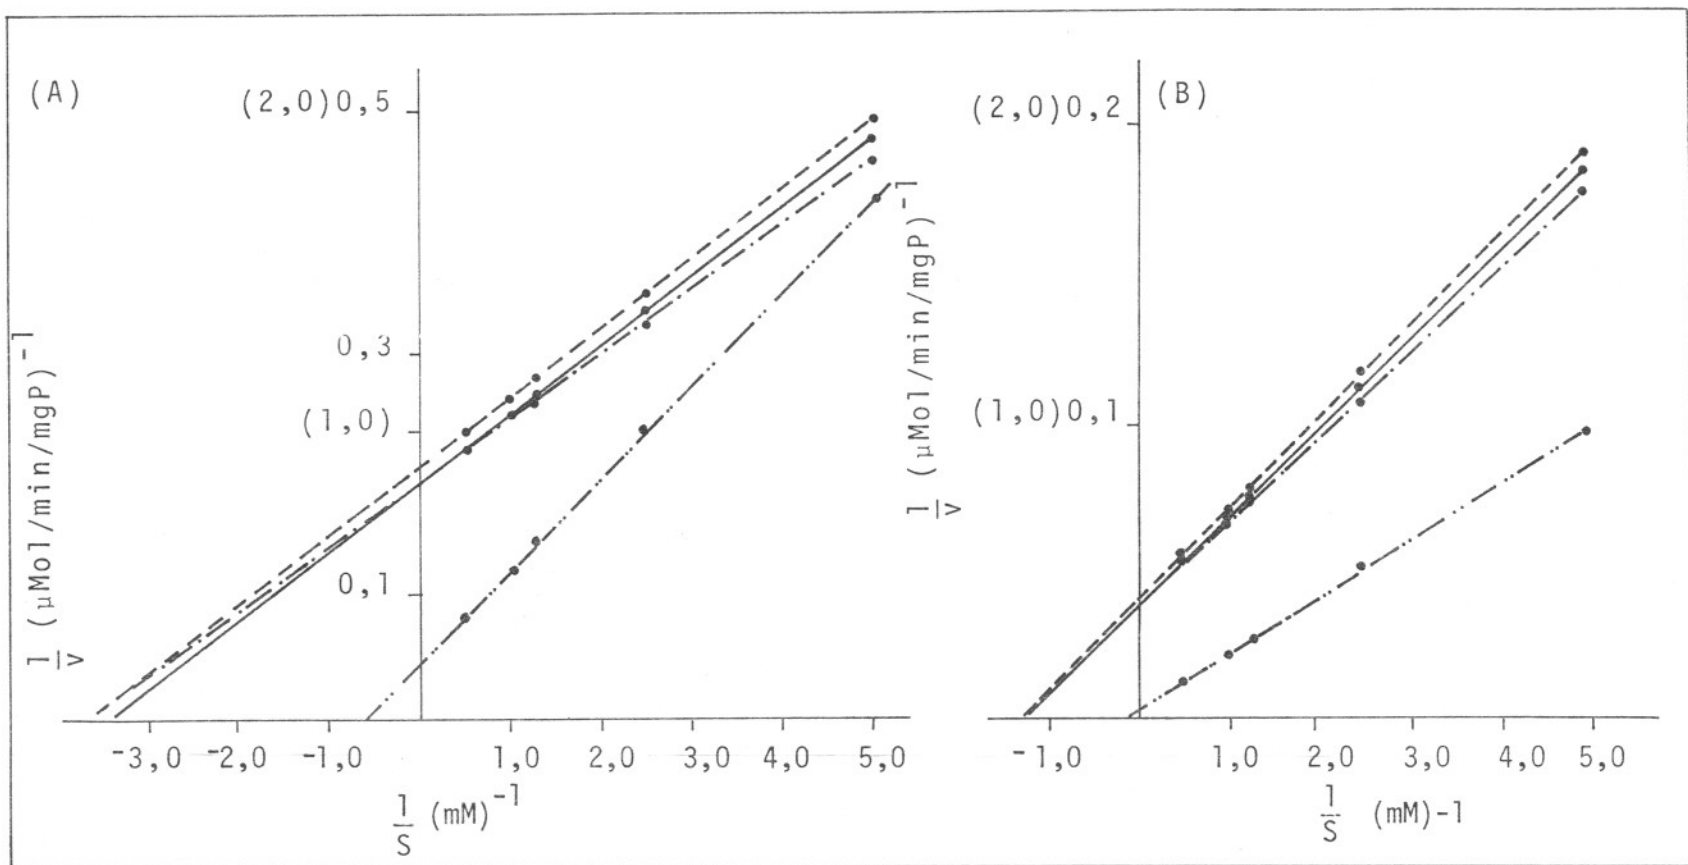 (A)
(2,0)0,5
0,3
(1,0)
0,1
1/v (μMol/min/mgP)-1
-3,0 -2,0 -1,0 1,0 2,0 3,0 4,0 5,0
1/S (mM)-1
(B)
(2,0)0,2
(1,0)0,1
1/v (μMol/min/mgP)-1
-1,0 1,0 2,0 3,0 4,0 5,0
1/S (mM)-1